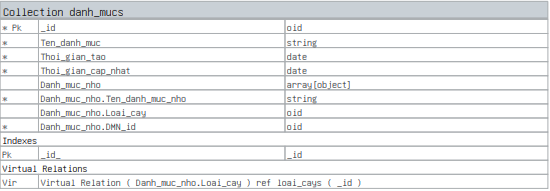 Collection danh_mucs
* Pk _id oid
* Ten_danh_muc string
* Thoi_gian_tao date
* Thoi_gian_cap_nhat date
Danh_muc_nho array[object]
* Danh_muc_nho.Ten_danh_muc_nho string
Danh_muc_nho.Loai_cay oid
* Danh_muc_nho.DMN_id oid
Indexes
Pk _id_ _id
Virtual Relations
Vir Virtual Relation ( Danh_muc_nho.Loai_cay ) ref loai_cays ( _id )